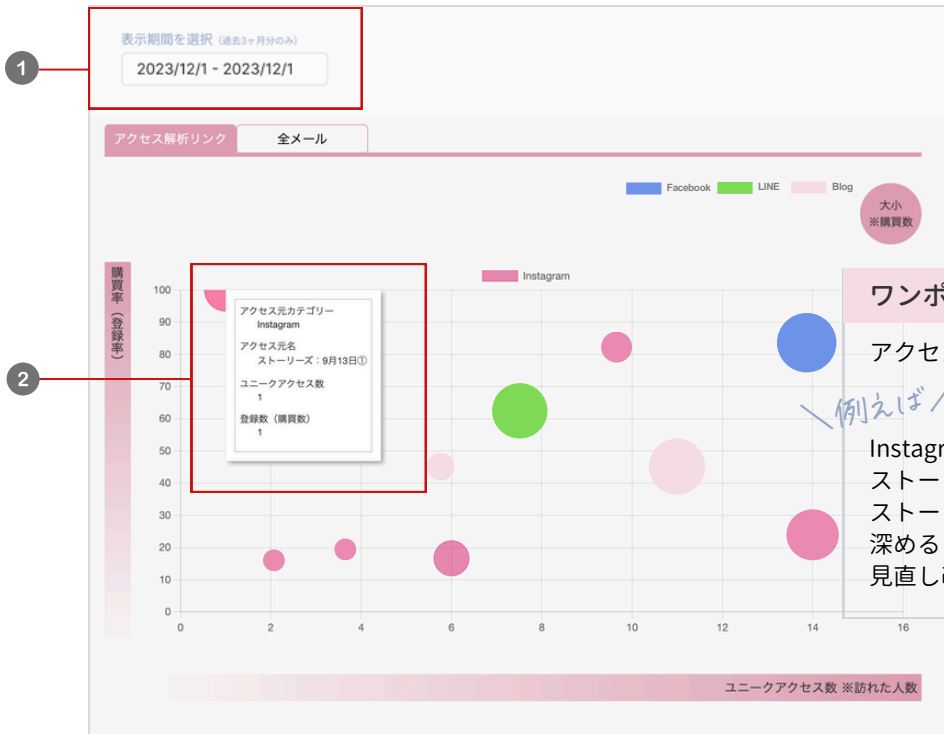 1
表示期間を選択（過去3ヶ月分のみ）
2023/12/1 - 2023/12/1
アクセス解析リンク 全メール
Facebook LINE Blog
大小
※購買数
Instagram
購買率（登録率）
100
90
80
70
60
50
40
30
20
10
0
0 2 4 6 8 10 12 14 16
2
アクセス元カテゴリー
Instagram
アクセス元名
ストーリーズ：9月13日①
ユニークアクセス数
1
登録数（購買数）
1
ワンポ
アクセ
＼例えば／
Instagr
ストー
ストー
深める
見直し
ユニークアクセス数 ※訪れた人数